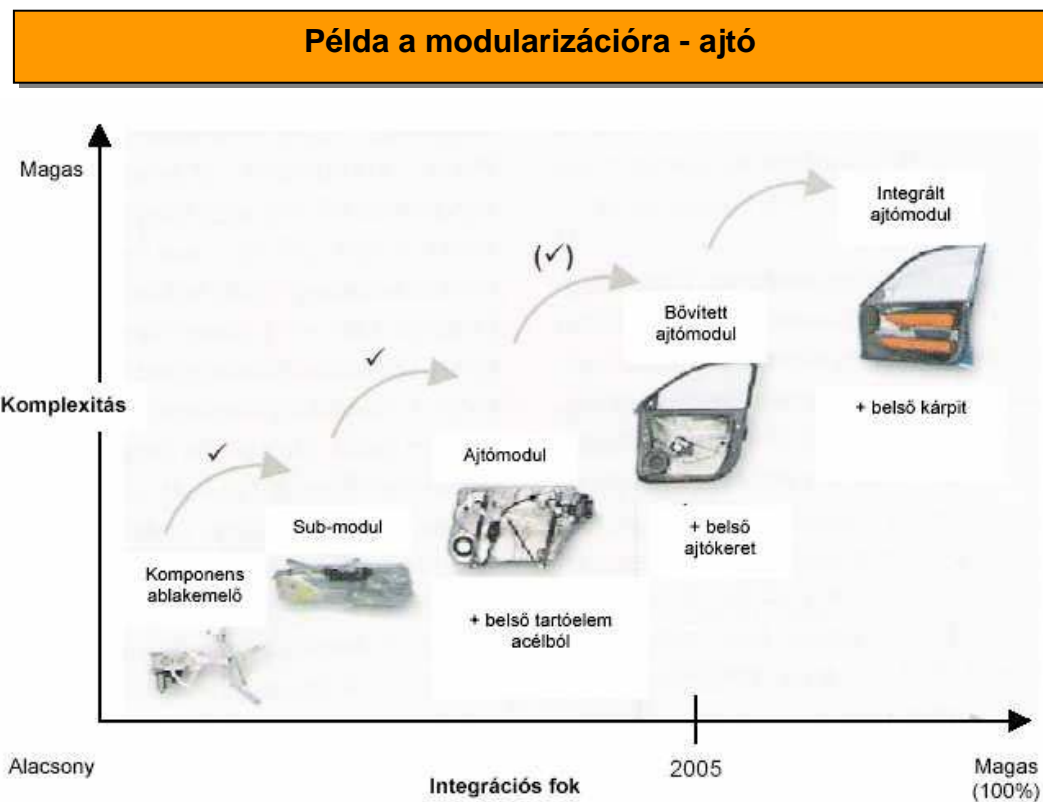 Példa a modularizációra - ajtó
Magas
Integrált
ajtómodul
(✓)
Bővített
ajtómodul
✓
Komplexitás
+ belső kárpit
✓
Ajtómodul
Sub-modul
+ belső
ajtókeret
Komponens
ablakemelő
+ belső tartóelem
acélból
Alacsony
Integrációs fok
2005
Magas
(100%)